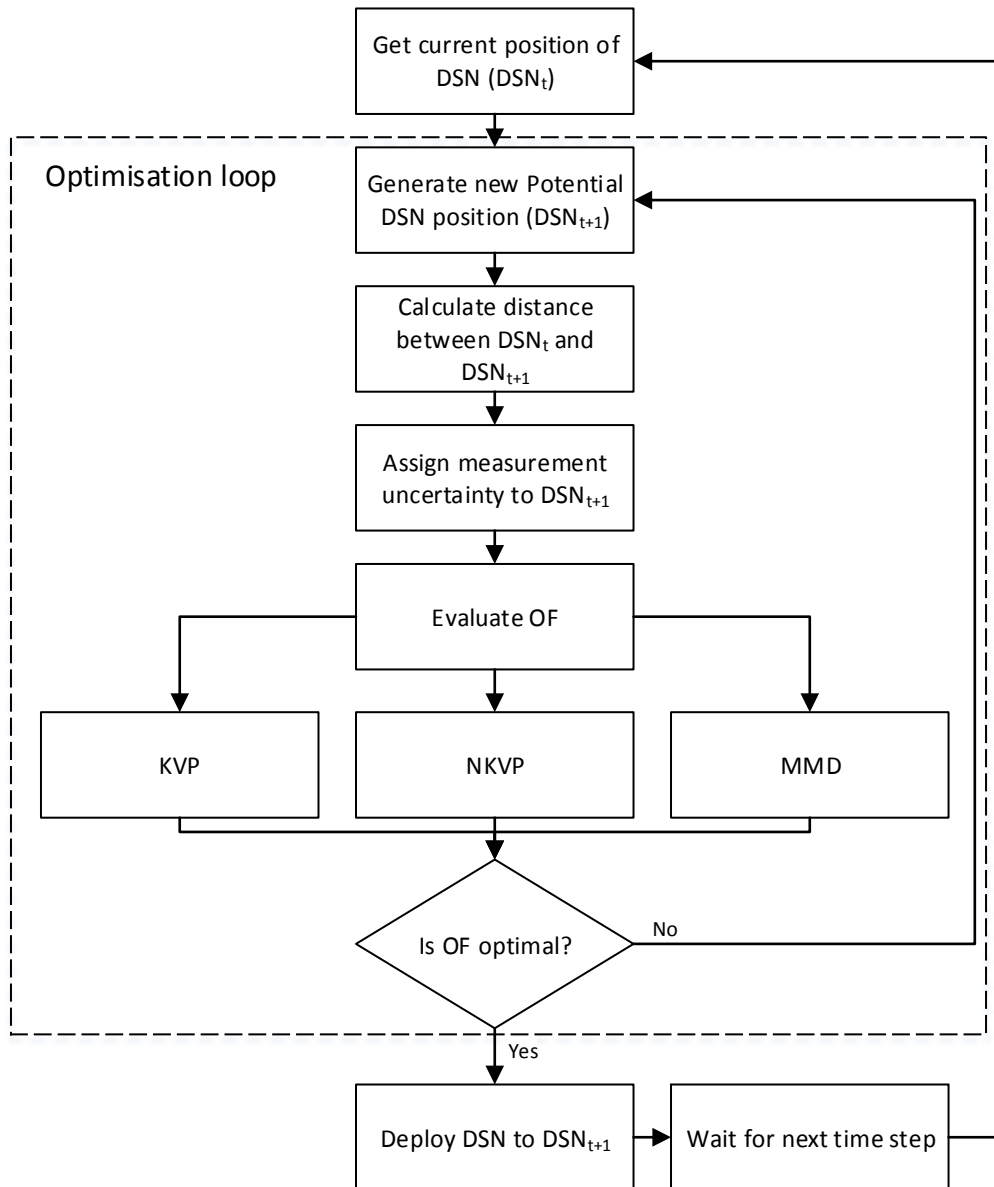 Get current position of
DSN (DSNₜ)
Optimisation loop
Generate new Potential
DSN position (DSNₜ₊₁)
Calculate distance
between DSNₜ and
DSNₜ₊₁
Assign measurement
uncertainty to DSNₜ₊₁
Evaluate OF
KVP
NKVP
MMD
Is OF optimal?
No
Yes
Deploy DSN to DSNₜ₊₁
Wait for next time step